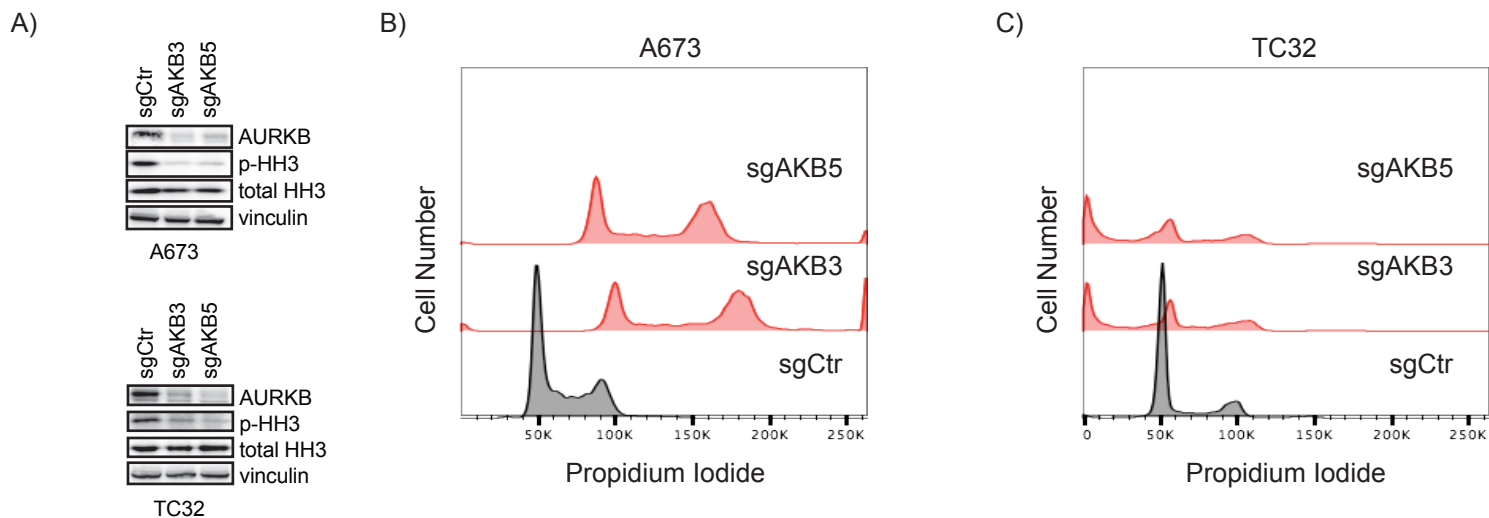 A)
sgCtr
sgAKB3
sgAKB5
AURKB
p-HH3
total HH3
vinculin
A673
sgCtr
sgAKB3
sgAKB5
AURKB
p-HH3
total HH3
vinculin
TC32
B)
A673
Cell Number
sgAKB5
sgAKB3
sgCtr
50K 100K 150K 200K 250K
Propidium Iodide
C)
TC32
Cell Number
sgAKB5
sgAKB3
sgCtr
0 50K 100K 150K 200K 250K
Propidium Iodide